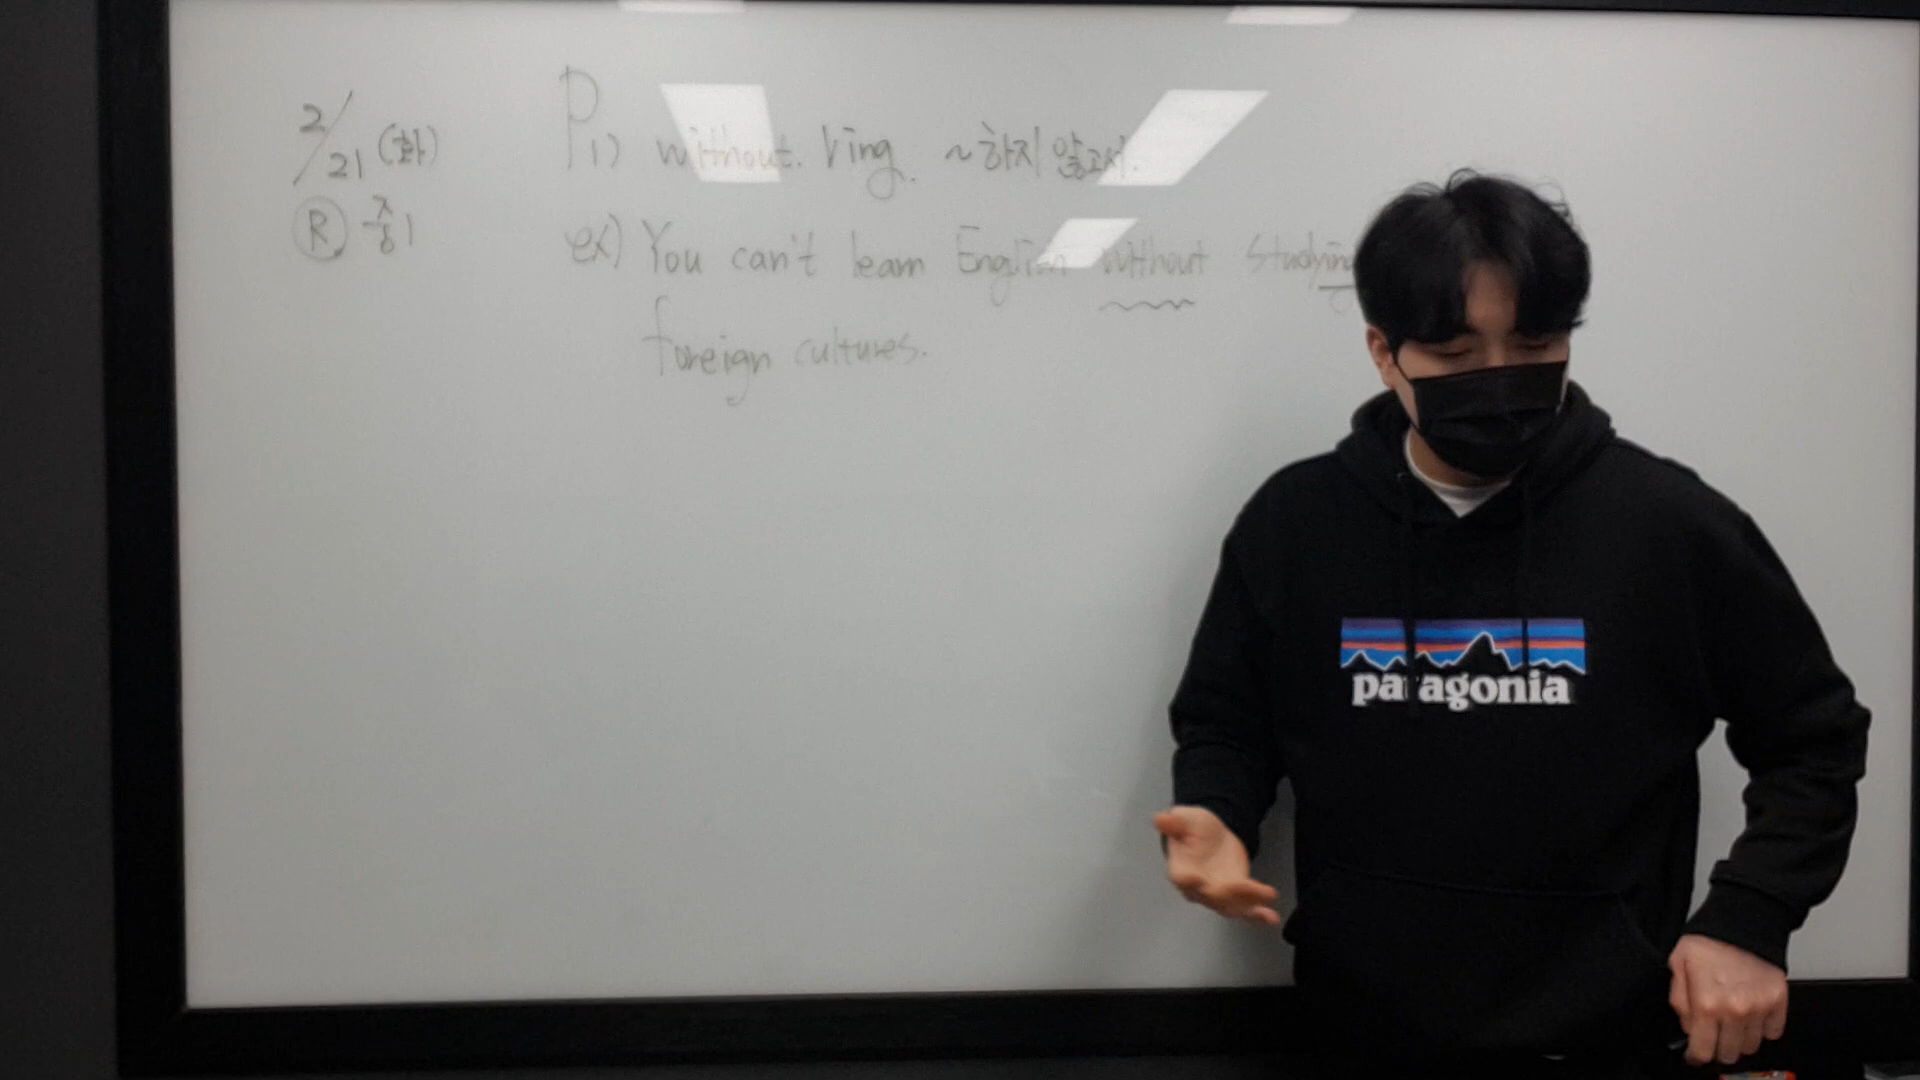 2/21 (화)
Ⓡ 중1
P
1) without. Ving. ~하지 않고서.
ex) You can't learn English without studying
foreign cultures.
patagonia